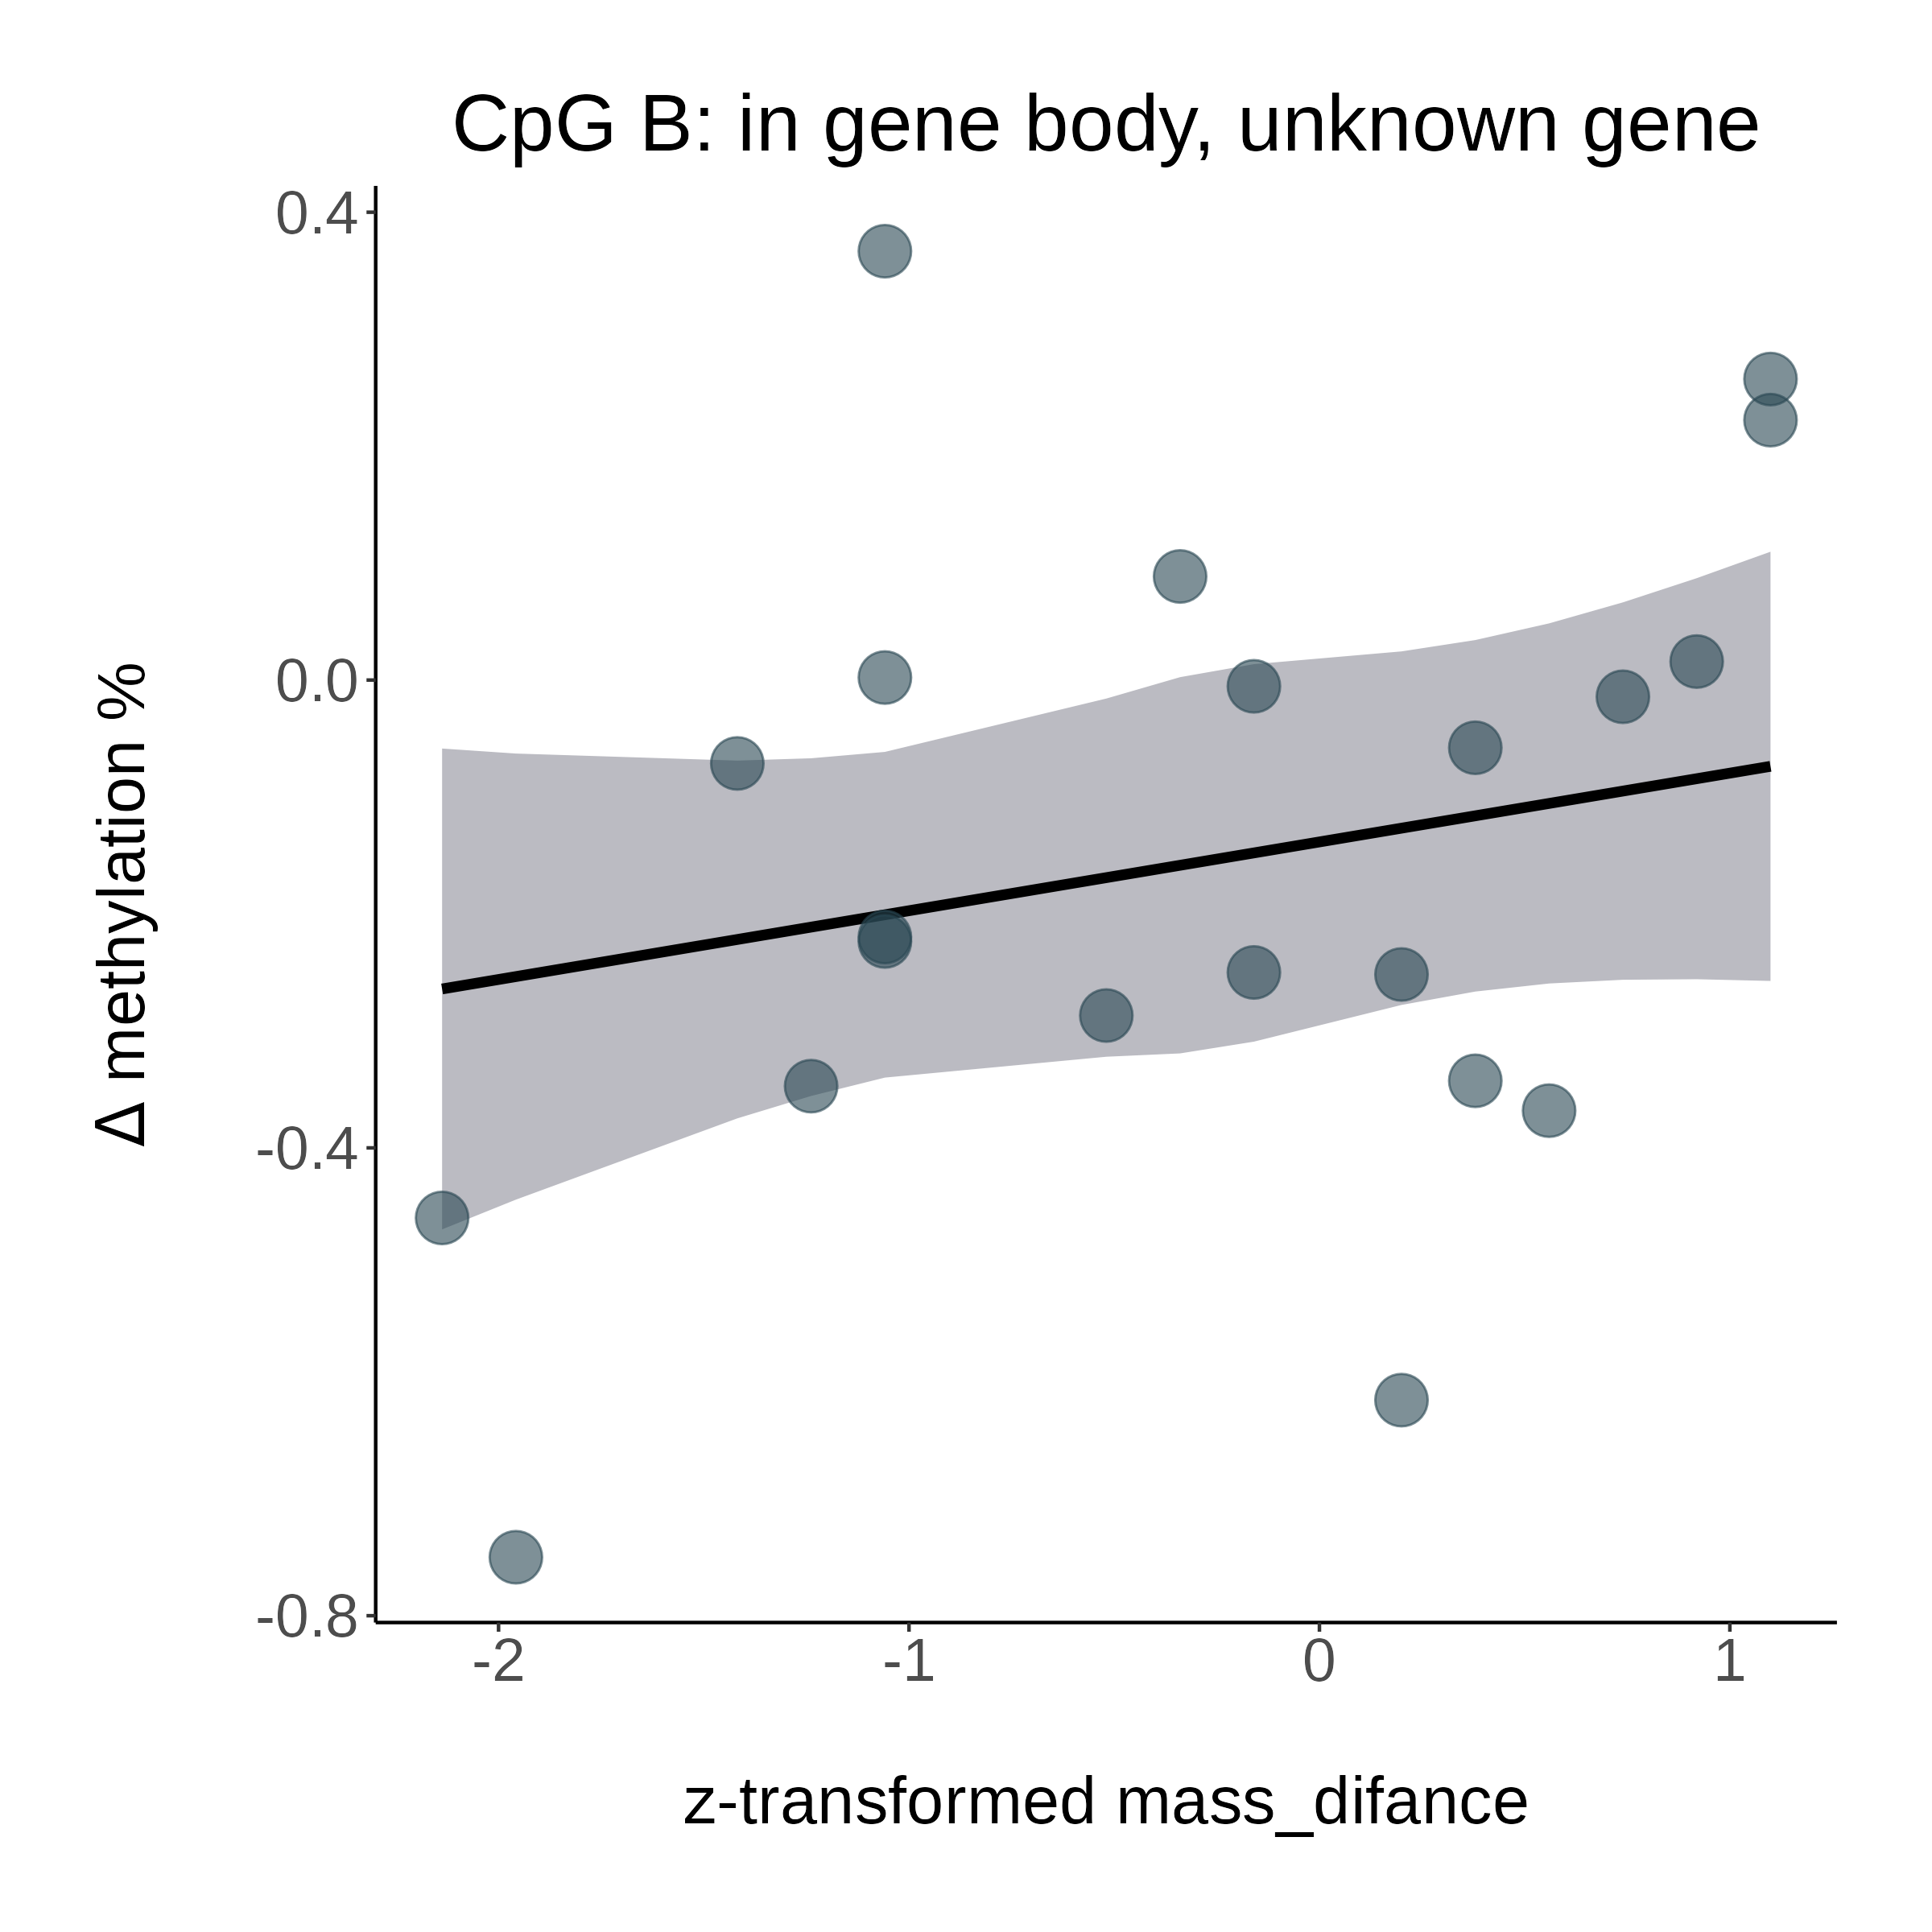 CpG B: in gene body, unknown gene
0.4
0.0
-0.4
-0.8
Δ methylation %
-2
-1
0
1
z-transformed mass_difance